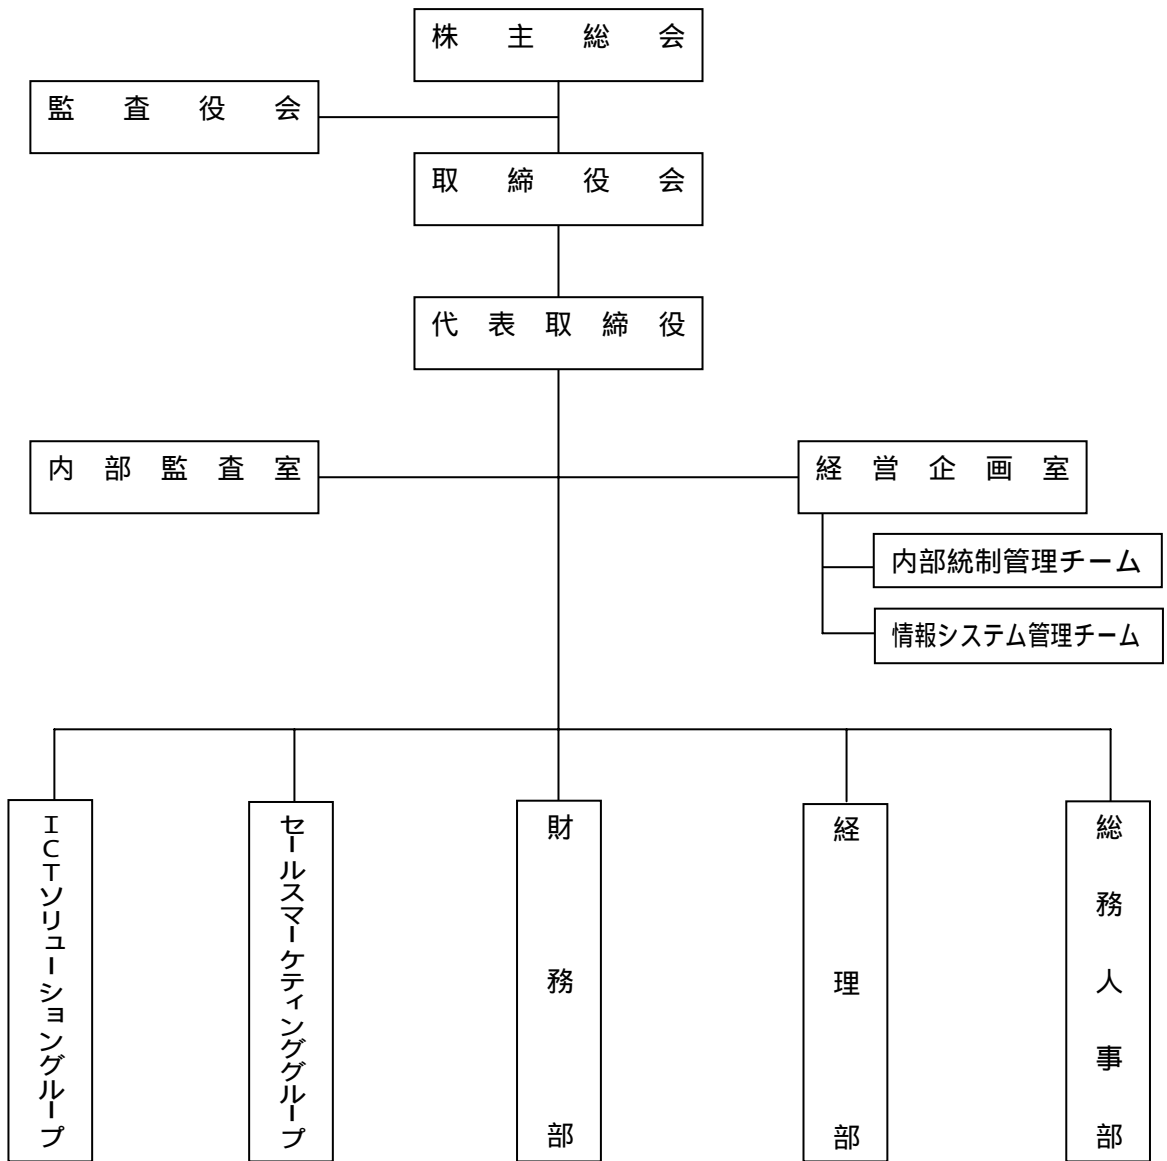 株主総会
監査役会
取締役会
代表取締役
内部監査室
経営企画室
内部統制管理チーム
情報システム管理チーム
ICTソリューショングループ
セールスマーケティンググループ
財務部
経理部
総務人事部